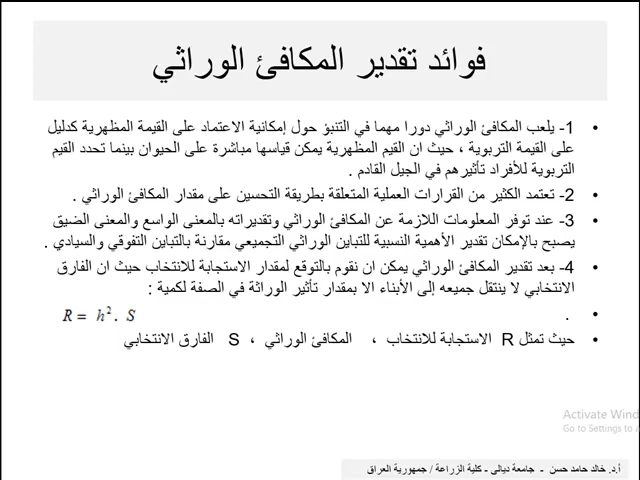 فوائد تقدير المكافئ الوراثي
• 1- يلعب المكافئ الوراثي دورا مهما في التنبؤ حول إمكانية الاعتماد على القيمة المظهرية كدليل
على القيمة التربوية ، حيث ان القيم المظهرية يمكن قياسها مباشرة على الحيوان بينما تحدد القيم
التربوية للأفراد تأثيرهم في الجيل القادم .
• 2- تعتمد الكثير من القرارات العملية المتعلقة بطريقة التحسين على مقدار المكافئ الوراثي .
• 3- عند توفر المعلومات اللازمة عن المكافئ الوراثي وتقديراته بالمعنى الواسع والمعنى الضيق
يصبح بالإمكان تقدير الأهمية النسبية للتباين الوراثي التجميعي مقارنة بالتباين التفوقي والسيادي .
• 4- بعد تقدير المكافئ الوراثي يمكن ان نقوم بالتوقع لمقدار الاستجابة للانتخاب حيث ان الفارق
الانتخابي لا ينتقل جميعه إلى الأبناء الا بمقدار تأثير الوراثة في الصفة لكمية :
• .
R = h². S
• حيث تمثل R الاستجابة للانتخاب ، المكافئ الوراثي ، S الفارق الانتخابي
Activate Wind
Go to Settings to
أ.د. خالد حامد حسن - جامعة ديالى - كلية الزراعة / جمهورية العراق